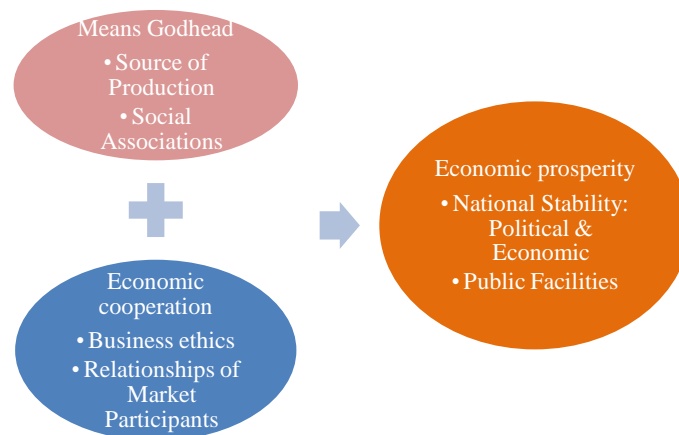 Means Godhead
• Source of
Production
• Social
Associations
Economic
cooperation
• Business ethics
• Relationships of
Market
Participants
Economic prosperity
• National Stability:
Political &
Economic
• Public Facilities